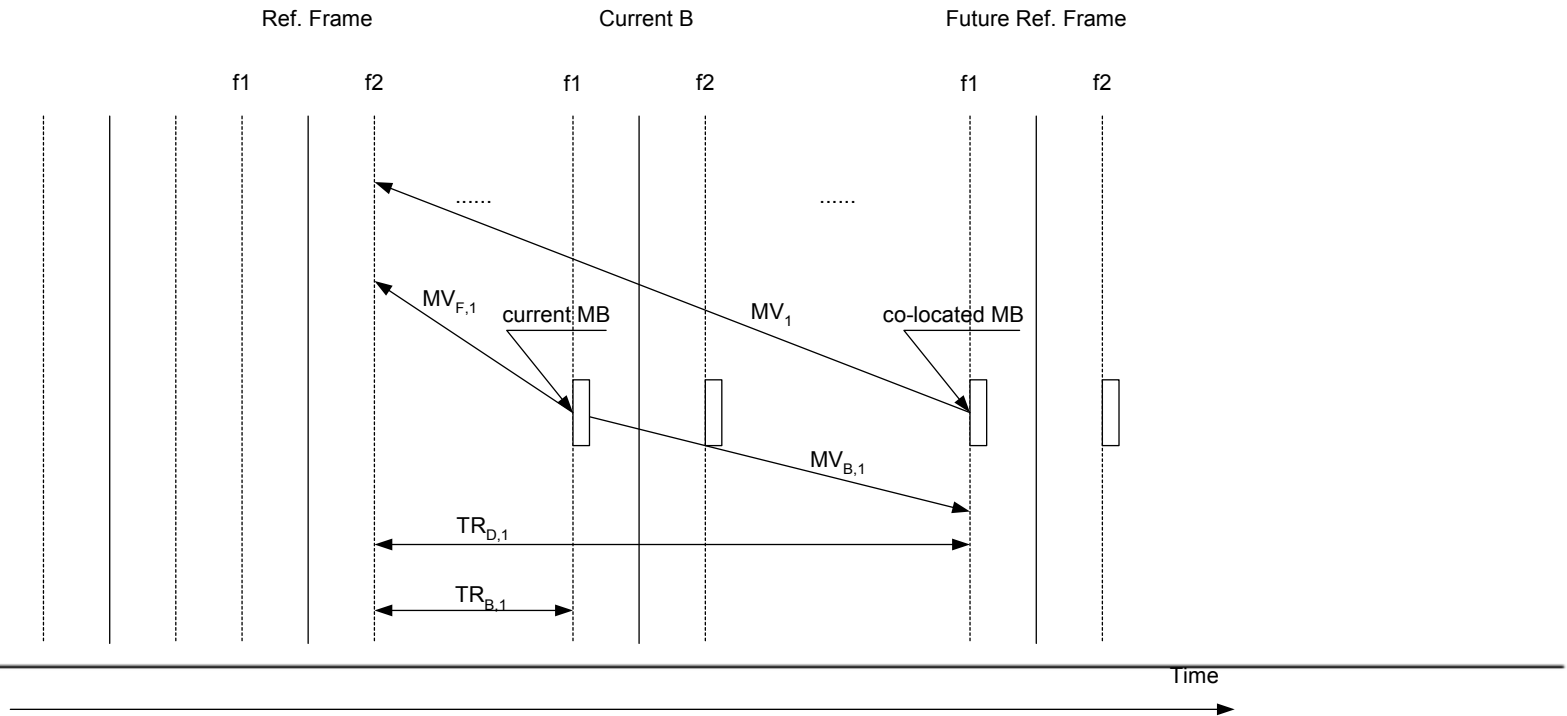 Ref. Frame Current B Future Ref. Frame
f1 f2 f1 f2 f1 f2
...... ......
MVF,1 current MB MV1 co-located MB
MVB,1
TRD,1
TRB,1
Time